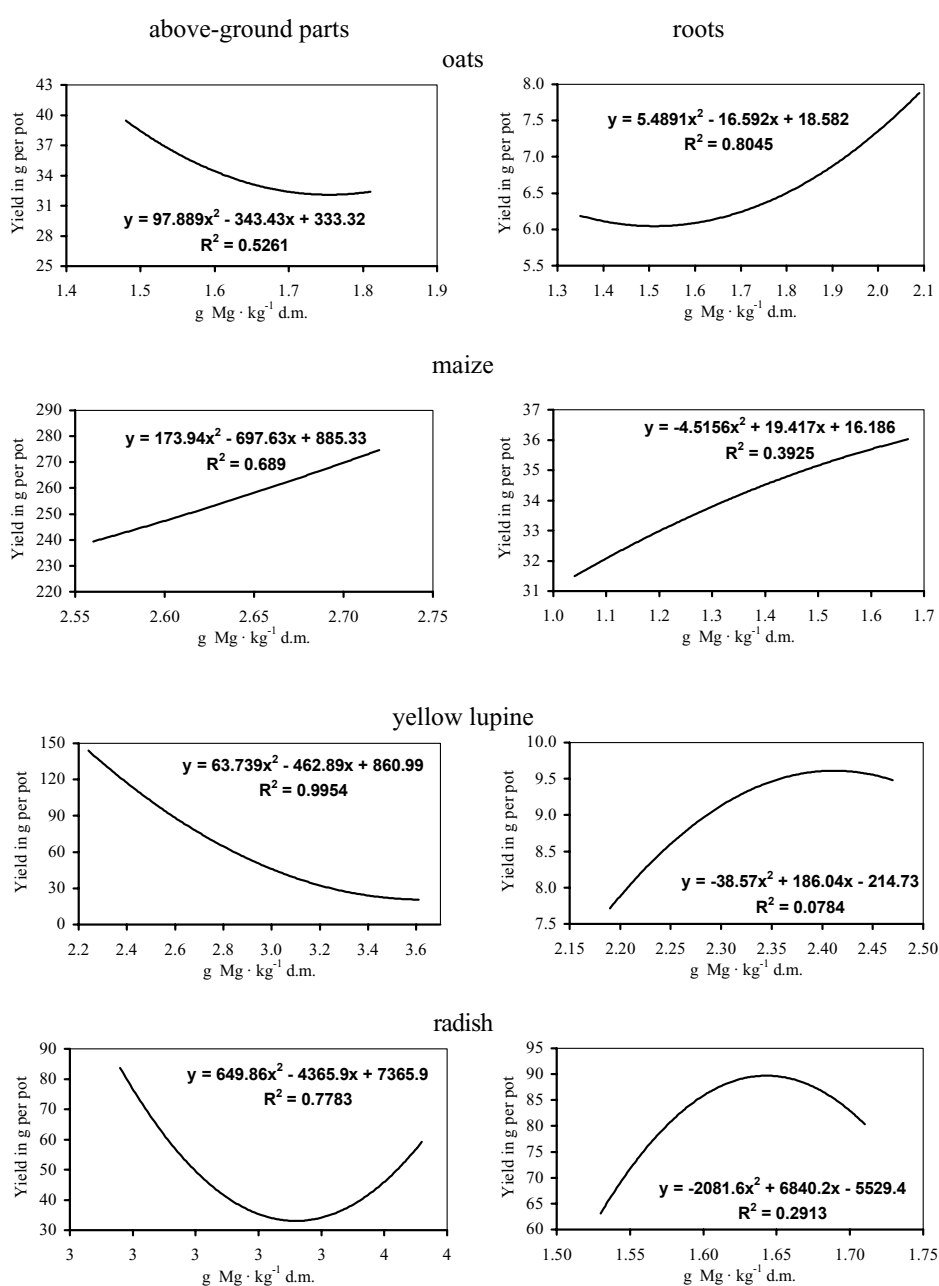 above-ground parts
roots
oats
43
40
37
34
31
28
25
Yield in g per pot
y = 97.889x² - 343.43x + 333.32
R² = 0.5261
1.4 1.5 1.6 1.7 1.8 1.9
g Mg · kg⁻¹ d.m.
8.0
7.5
7.0
6.5
6.0
5.5
Yield in g per pot
y = 5.4891x² - 16.592x + 18.582
R² = 0.8045
1.3 1.4 1.5 1.6 1.7 1.8 1.9 2.0 2.1
g Mg · kg⁻¹ d.m.
maize
290
280
270
260
250
240
230
220
Yield in g per pot
y = 173.94x² - 697.63x + 885.33
R² = 0.689
2.55 2.60 2.65 2.70 2.75
g Mg · kg⁻¹ d.m.
37
36
35
34
33
32
31
Yield in g per pot
y = -4.5156x² + 19.417x + 16.186
R² = 0.3925
1.0 1.1 1.2 1.3 1.4 1.5 1.6 1.7
g Mg · kg⁻¹ d.m.
yellow lupine
150
120
90
60
30
0
Yield in g per pot
y = 63.739x² - 462.89x + 860.99
R² = 0.9954
2.2 2.4 2.6 2.8 3.0 3.2 3.4 3.6
g Mg · kg⁻¹ d.m.
10.0
9.5
9.0
8.5
8.0
7.5
Yield in g per pot
y = -38.57x² + 186.04x - 214.73
R² = 0.0784
2.15 2.20 2.25 2.30 2.35 2.40 2.45 2.50
g Mg · kg⁻¹ d.m.
radish
90
80
70
60
50
40
30
Yield in g per pot
y = 649.86x² - 4365.9x + 7365.9
R² = 0.7783
3 3 3 3 3 4 4
g Mg · kg⁻¹ d.m.
95
90
85
80
75
70
65
60
Yield in g per pot
y = -2081.6x² + 6840.2x - 5529.4
R² = 0.2913
1.50 1.55 1.60 1.65 1.70 1.75
g Mg · kg⁻¹ d.m.